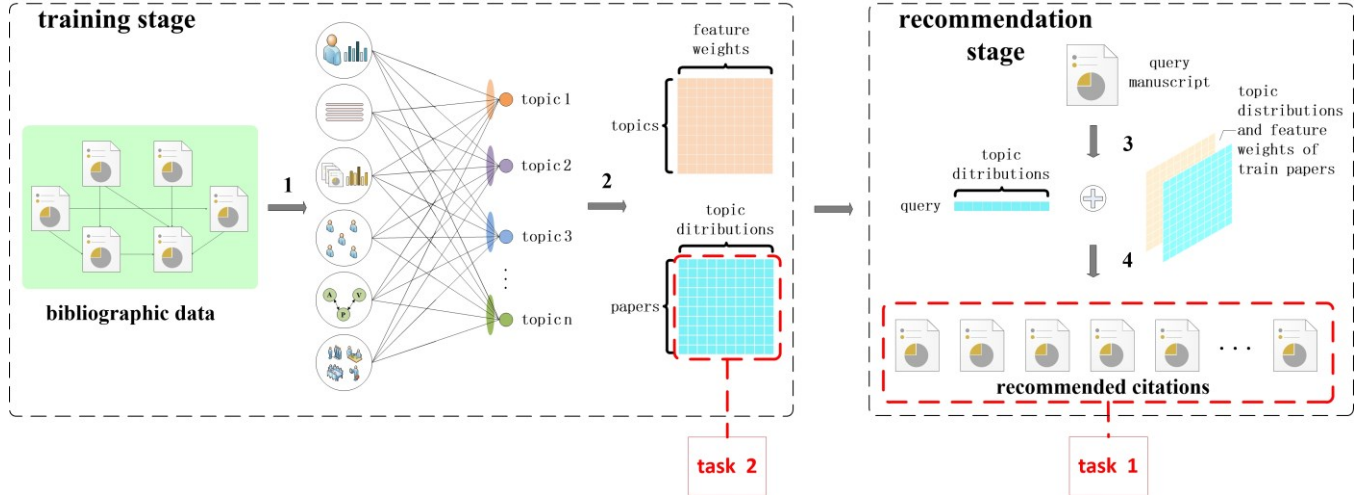 training stage
1
bibliographic data
topic 1
topic 2
topic 3
topic n
A
V
P
2
feature
weights
topics
topic
ditributions
papers
task 2
recommendation
stage
query
manuscript
3
topic
distributions
and feature
weights of
train papers
topic
ditributions
query
4
recommended citations
task 1